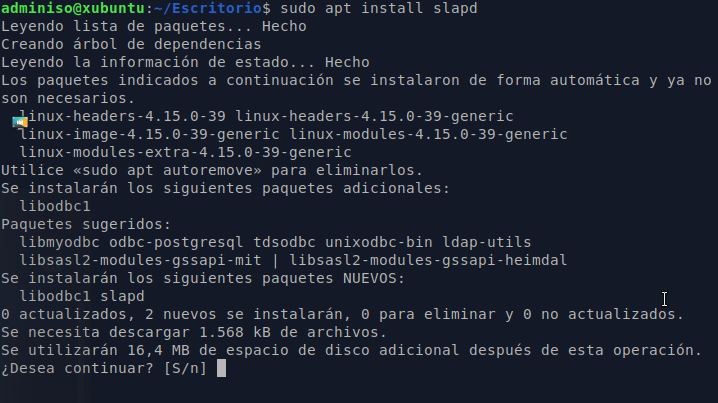 adminiso@xubuntu:~/Escritorio$ sudo apt install slapd
Leyendo lista de paquetes... Hecho
Creando árbol de dependencias
Leyendo la información de estado... Hecho
Los paquetes indicados a continuación se instalaron de forma automática y ya no
son necesarios.
linux-headers-4.15.0-39 linux-headers-4.15.0-39-generic
linux-image-4.15.0-39-generic linux-modules-4.15.0-39-generic
linux-modules-extra-4.15.0-39-generic
Utilice «sudo apt autoremove» para eliminarlos.
Se instalarán los siguientes paquetes adicionales:
libodbc1
Paquetes sugeridos:
libmyodbc odbc-postgresql tdsodbc unixodbc-bin ldap-utils
libsasl2-modules-gssapi-mit | libsasl2-modules-gssapi-heimdal
Se instalarán los siguientes paquetes NUEVOS:
libodbc1 slapd
0 actualizados, 2 nuevos se instalarán, 0 para eliminar y 0 no actualizados.
Se necesita descargar 1.568 kB de archivos.
Se utilizarán 16,4 MB de espacio de disco adicional después de esta operación.
¿Desea continuar? [S/n]